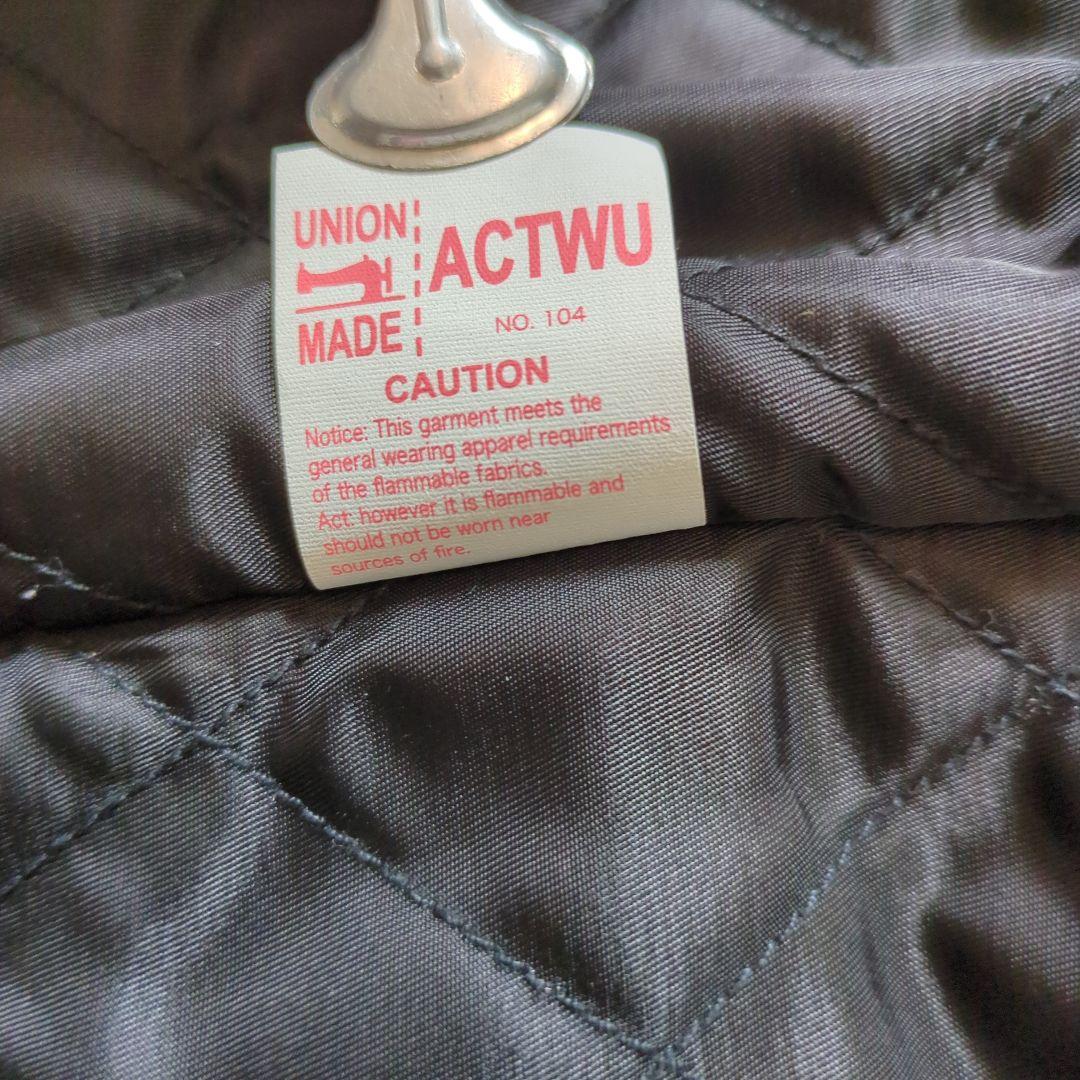 UNION
MADE
ACTWU
NO. 104
CAUTION
Notice: This garment meets the
general wearing apparel requirements
of the flammable fabrics.
Act: however it is flammable and
should not be worn near
sources of fire.